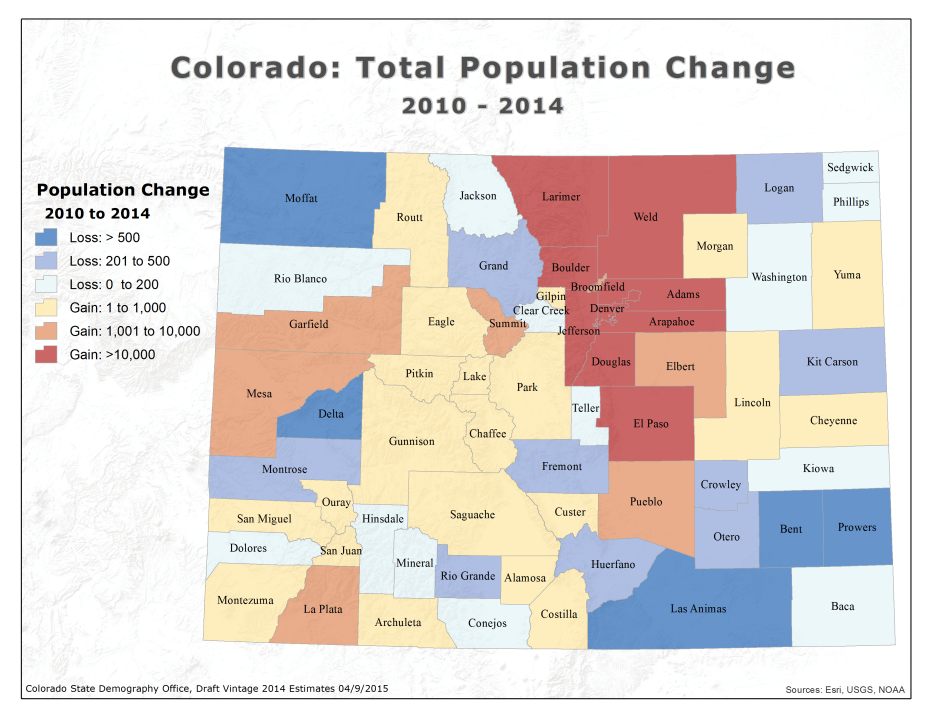 Colorado: Total Population Change
2010 - 2014
Population Change
2010 to 2014
Loss: > 500
Loss: 201 to 500
Loss: 0 to 200
Gain: 1 to 1,000
Gain: 1,001 to 10,000
Gain: >10,000
Moffat
Routt
Jackson
Larimer
Weld
Logan
Sedgwick
Phillips
Morgan
Rio Blanco
Grand
Boulder
Washington
Yuma
Broomfield
Gilpin
Adams
Clear Creek
Denver
Garfield
Eagle
Summit
Arapahoe
Jefferson
Douglas
Elbert
Kit Carson
Pitkin
Lake
Park
Mesa
Lincoln
Delta
Teller
El Paso
Cheyenne
Chaffee
Gunnison
Montrose
Fremont
Kiowa
Crowley
Ouray
Pueblo
Custer
Saguache
San Miguel
Hinsdale
Bent
Prowers
Otero
Dolores
San Juan
Mineral
Huerfano
Rio Grande
Alamosa
Montezuma
La Plata
Las Animas
Baca
Costilla
Archuleta
Conejos
Colorado State Demography Office, Draft Vintage 2014 Estimates 04/9/2015
Sources: Esri, USGS, NOAA